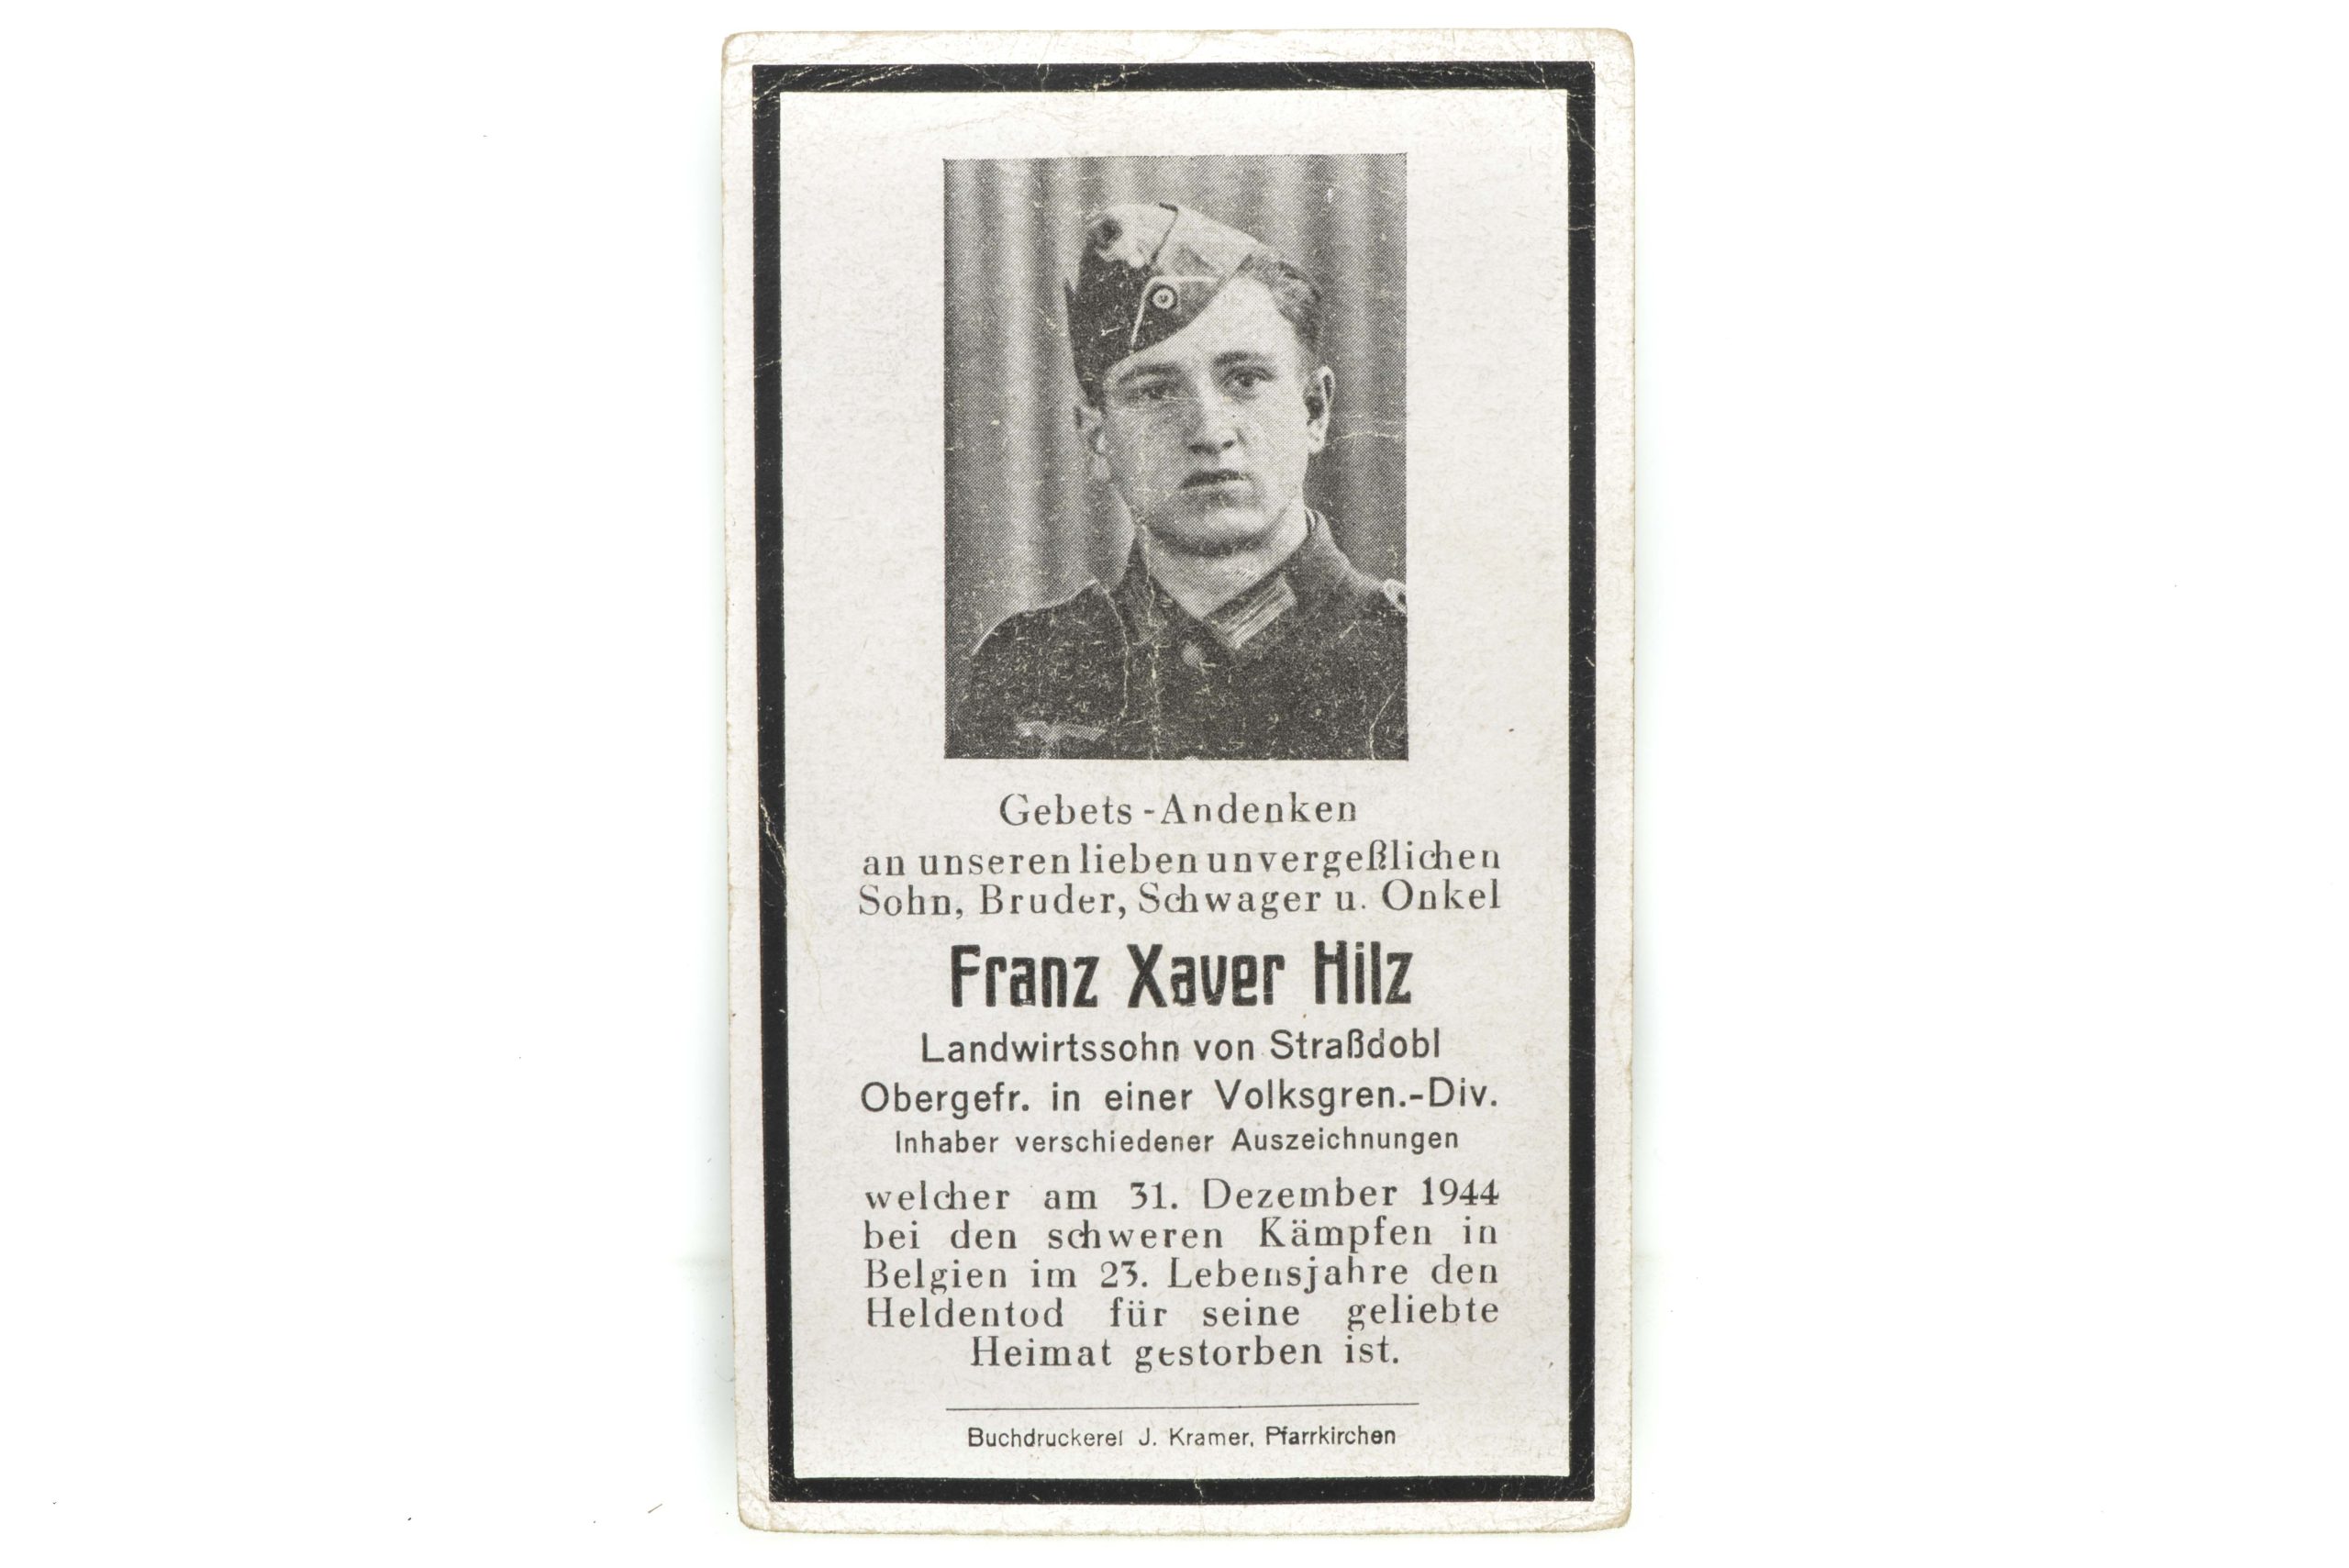 Gebets-Andenken
an unseren lieben unvergeßlichen
Sohn, Bruder, Schwager u. Onkel
Franz Xaver Hilz
Landwirtssohn von Straßdobl
Obergefr. in einer Volksgren.-Div.
Inhaber verschiedener Auszeichnungen
welcher am 31. Dezember 1944
bei den schweren Kämpfen in
Belgien im 23. Lebensjahre den
Heldentod für seine geliebte
Heimat gestorben ist.
Buchdruckerei J. Kramer, Pfarrkirchen